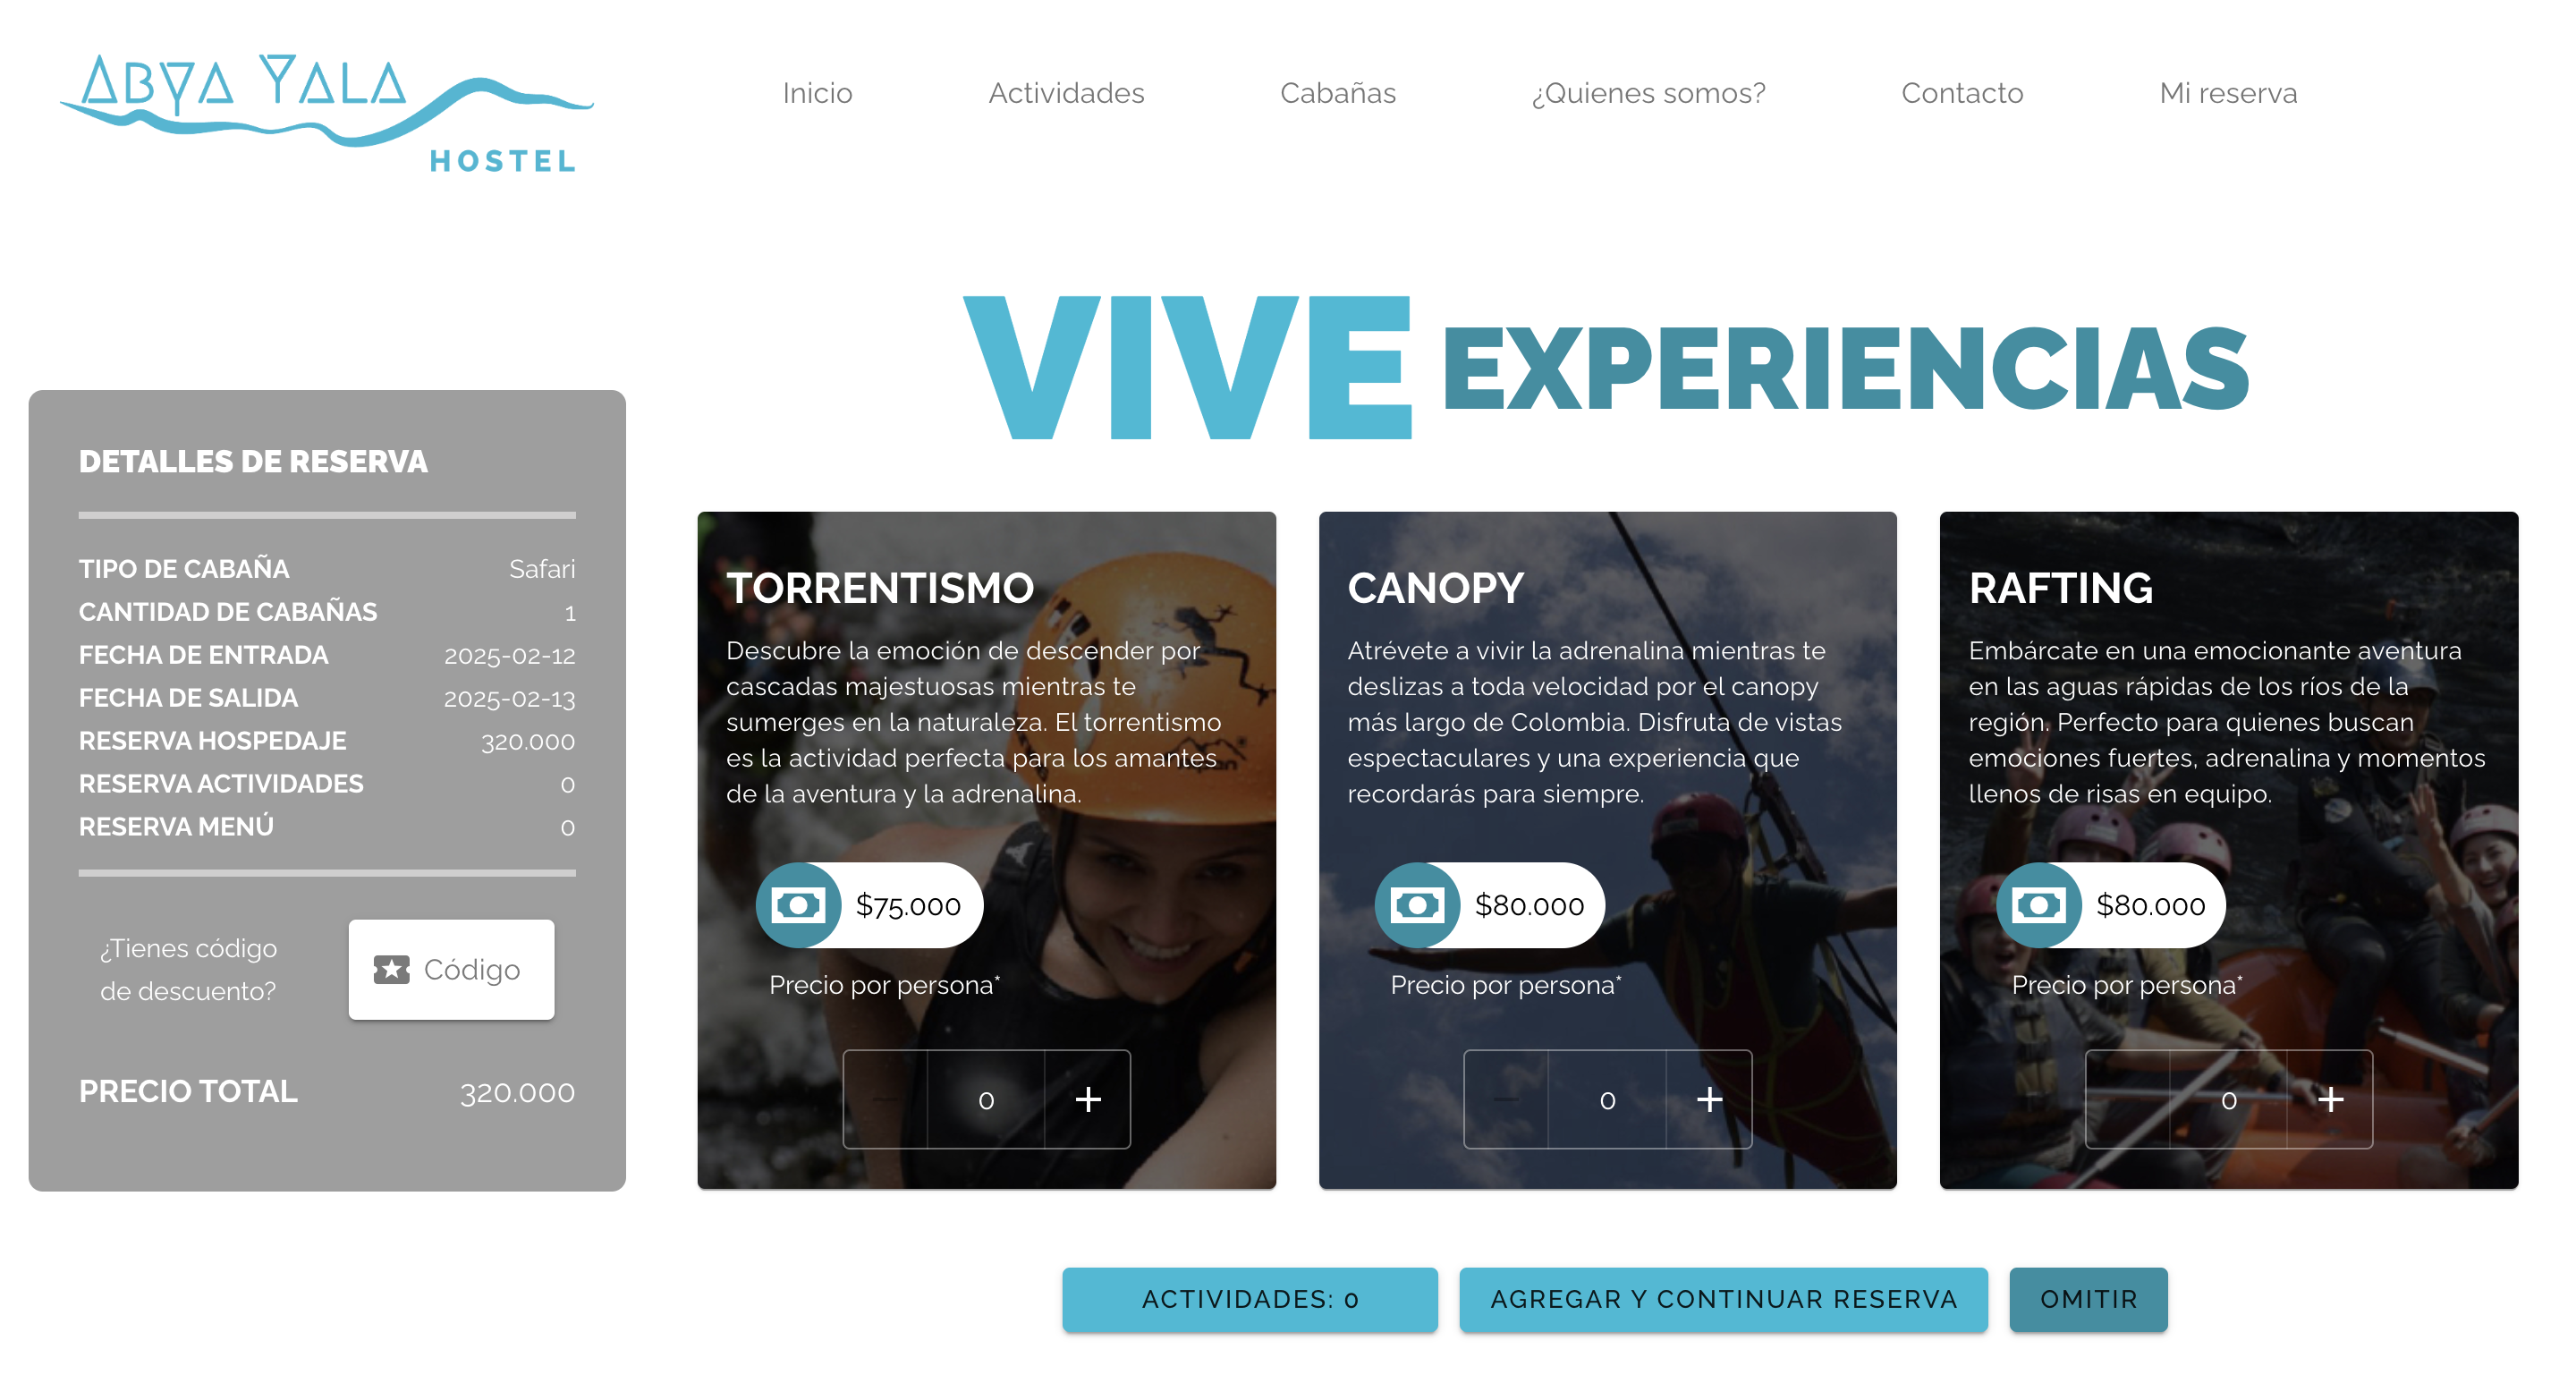 ABYA YALA
HOSTEL
Inicio Actividades Cabañas ¿Quienes somos? Contacto Mi reserva
VIVE EXPERIENCIAS
DETALLES DE RESERVA
TIPO DE CABAÑA Safari
CANTIDAD DE CABAÑAS 1
FECHA DE ENTRADA 2025-02-12
FECHA DE SALIDA 2025-02-13
RESERVA HOSPEDAJE 320.000
RESERVA ACTIVIDADES 0
RESERVA MENÚ 0
¿Tienes código
de descuento?
Código
PRECIO TOTAL 320.000
TORRENTISMO
Descubre la emoción de descender por
cascadas majestuosas mientras te
sumerges en la naturaleza. El torrentismo
es la actividad perfecta para los amantes
de la aventura y la adrenalina.
$75.000
Precio por persona*
− 0 +
CANOPY
Atrévete a vivir la adrenalina mientras te
deslizas a toda velocidad por el canopy
más largo de Colombia. Disfruta de vistas
espectaculares y una experiencia que
recordarás para siempre.
$80.000
Precio por persona*
− 0 +
RAFTING
Embárcate en una emocionante aventura
en las aguas rápidas de los ríos de la
región. Perfecto para quienes buscan
emociones fuertes, adrenalina y momentos
llenos de risas en equipo.
$80.000
Precio por persona*
0 +
ACTIVIDADES: 0
AGREGAR Y CONTINUAR RESERVA
OMITIR